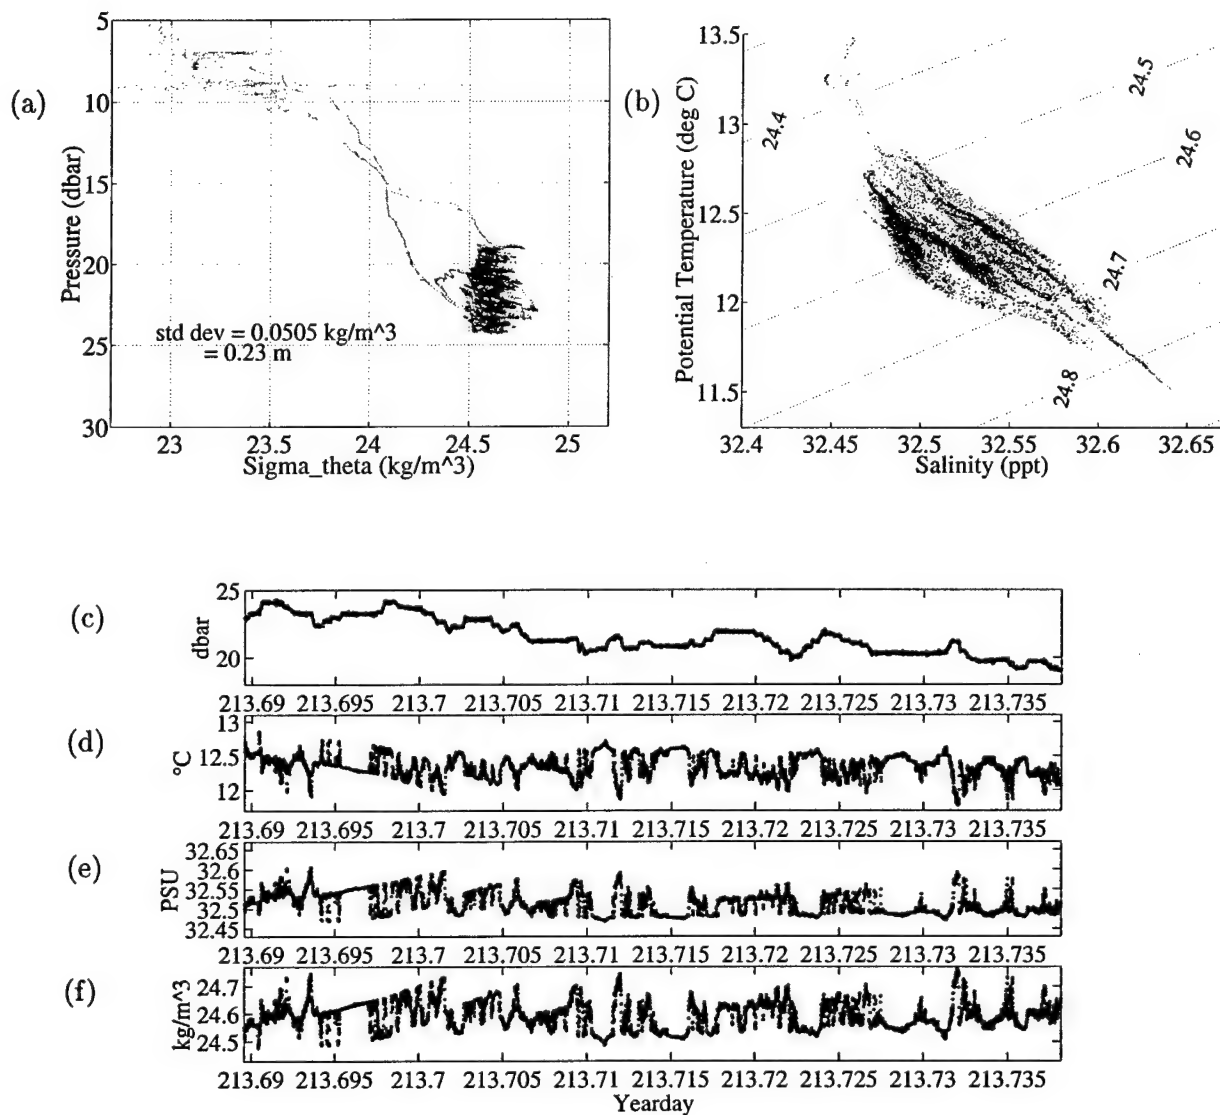 (a)
5
10
15
20
25
30
Pressure (dbar)
std dev = 0.0505 kg/m^3
= 0.23 m
23
23.5
24
24.5
25
Sigma_theta (kg/m^3)
(b)
13.5
13
12.5
12
11.5
Potential Temperature (deg C)
24.4
24.5
24.6
24.7
24.8
32.4
32.45
32.5
32.55
32.6
32.65
Salinity (ppt)
(c)
25
20
dbar
213.69 213.695 213.7 213.705 213.71 213.715 213.72 213.725 213.73 213.735
(d)
13
12.5
12
°C
213.69 213.695 213.7 213.705 213.71 213.715 213.72 213.725 213.73 213.735
(e)
32.65
32.6
32.55
32.5
32.45
PSU
213.69 213.695 213.7 213.705 213.71 213.715 213.72 213.725 213.73 213.735
(f)
24.7
24.6
24.5
kg/m^3
213.69 213.695 213.7 213.705 213.71 213.715 213.72 213.725 213.73 213.735
Yearday